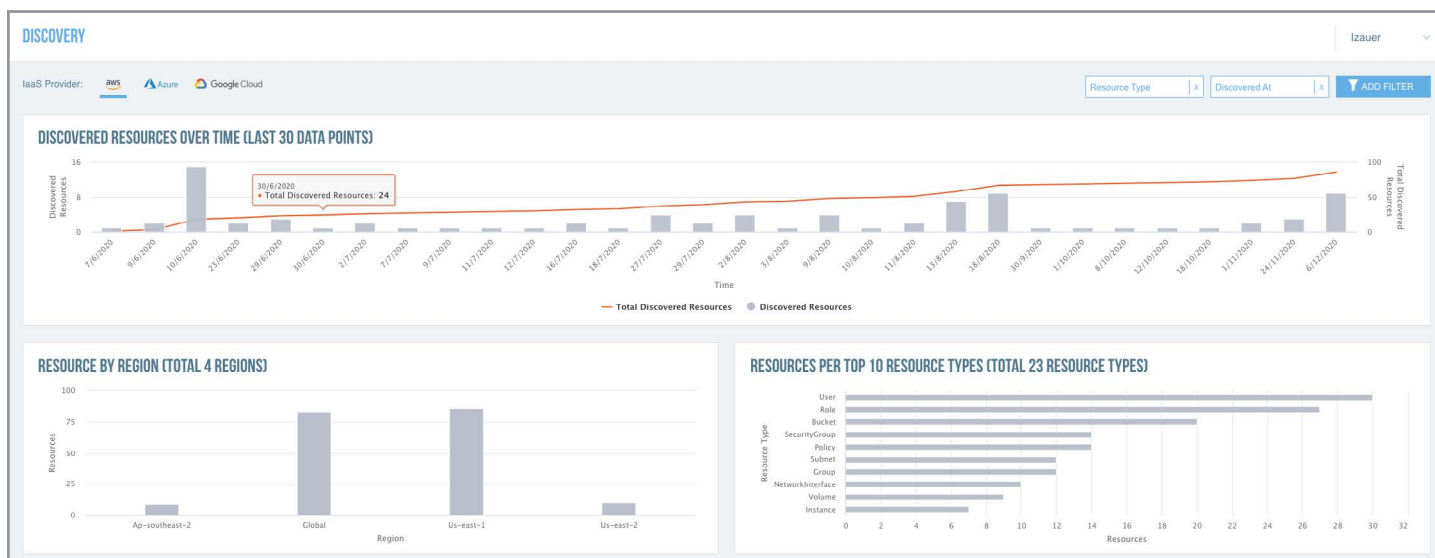 DISCOVERY
Izauer
IaaS Provider:
aws
Azure
Google Cloud
Resource Type x
Discovered At x
ADD FILTER
DISCOVERED RESOURCES OVER TIME (LAST 30 DATA POINTS)
Discovered Resources
16
8
0
30/6/2020
Total Discovered Resources: 24
100
50
0
Total Discovered Resources
7/6/2020 9/6/2020 10/6/2020 23/6/2020 29/6/2020 30/6/2020 2/7/2020 7/7/2020 9/7/2020 11/7/2020 12/7/2020 16/7/2020 18/7/2020 27/7/2020 29/7/2020 2/8/2020 3/8/2020 9/8/2020 10/8/2020 11/8/2020 13/8/2020 18/8/2020 30/9/2020 1/10/2020 8/10/2020 12/10/2020 18/10/2020 1/11/2020 24/11/2020 6/12/2020
Time
Total Discovered Resources Discovered Resources
RESOURCE BY REGION (TOTAL 4 REGIONS)
Resources
100
75
50
25
0
Ap-southeast-2 Global Us-east-1 Us-east-2
Region
RESOURCES PER TOP 10 RESOURCE TYPES (TOTAL 23 RESOURCE TYPES)
Resource Type
User
Role
Bucket
SecurityGroup
Policy
Subnet
Group
NetworkInterface
Volume
Instance
0 2 4 6 8 10 12 14 16 18 20 22 24 26 28 30 32
Resources